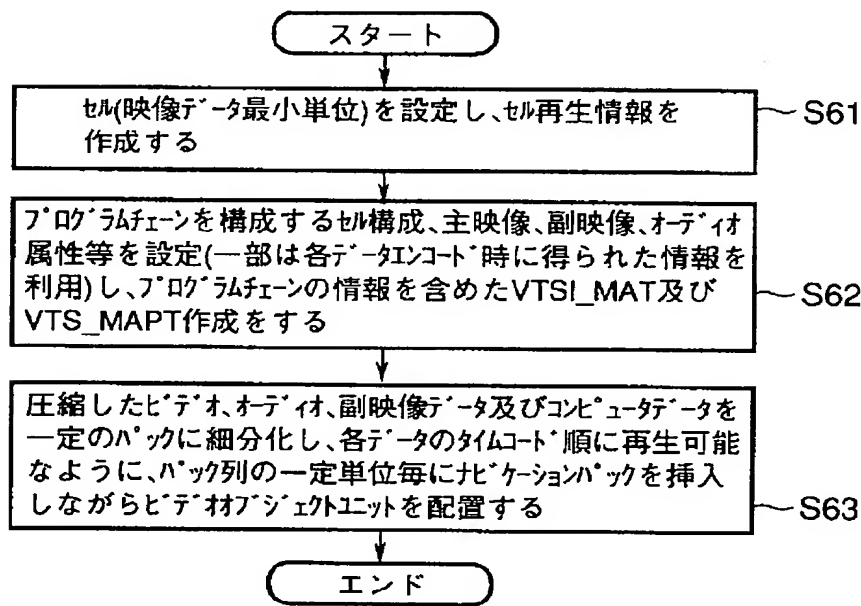 スタート
セル(映像データ最小単位)を設定し、セル再生情報を
作成する
S61
プログラムチェーンを構成するセル構成、主映像、副映像、オーディオ
属性等を設定(一部は各データエンコード時に得られた情報を
利用)し、プログラムチェーンの情報を含めたVTSI_MAT及び
VTS_MAPT作成をする
S62
圧縮したビデオ、オーディオ、副映像データ及びコンピュータデータを
一定のパックに細分化し、各データのタイムコード順に再生可能
なように、パック列の一定単位毎にナビケーションパックを挿入
しながらビデオオブジェクトユニットを配置する
S63
エンド